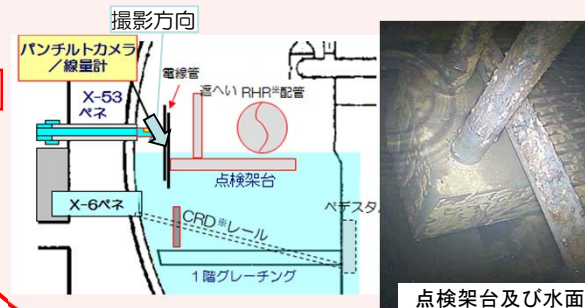 撮影方向
パンチルトカメラ
／線量計
電線管
X-53
ペネ
遮へい
RHR※配管
点検架台
X-6ペネ
CRD※レール
ペデスタ
1階グレーチング
点検架台及び水面